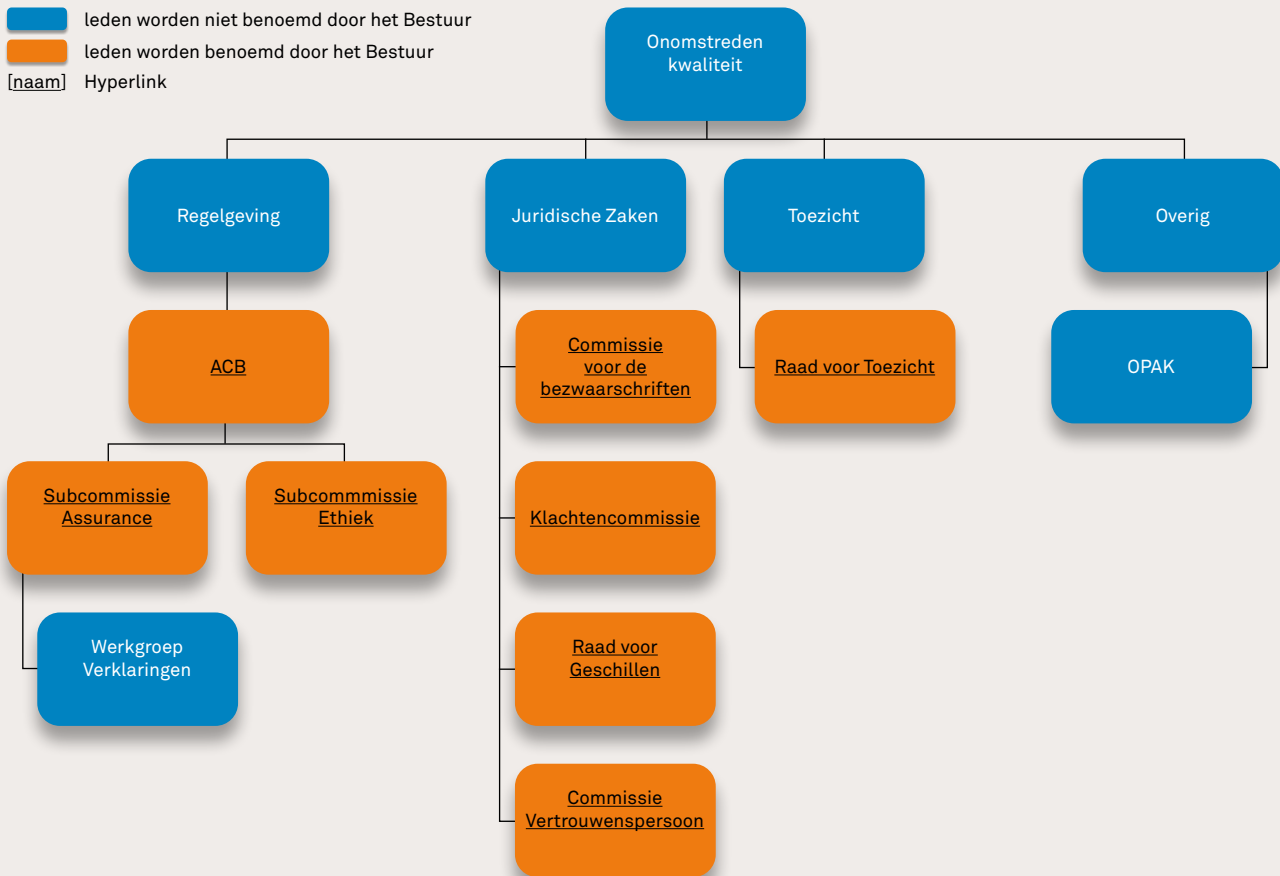 leden worden niet benoemd door het Bestuur
leden worden benoemd door het Bestuur
[naam] Hyperlink
Onomstreden
kwaliteit
Regelgeving
Juridische Zaken
Toezicht
Overig
ACB
Commissie
voor de
bezwaarschriften
Raad voor Toezicht
OPAK
Subcommissie
Assurance
Subcommmissie
Ethiek
Klachtencommissie
Werkgroep
Verklaringen
Raad voor
Geschillen
Commissie
Vertrouwenspersoon